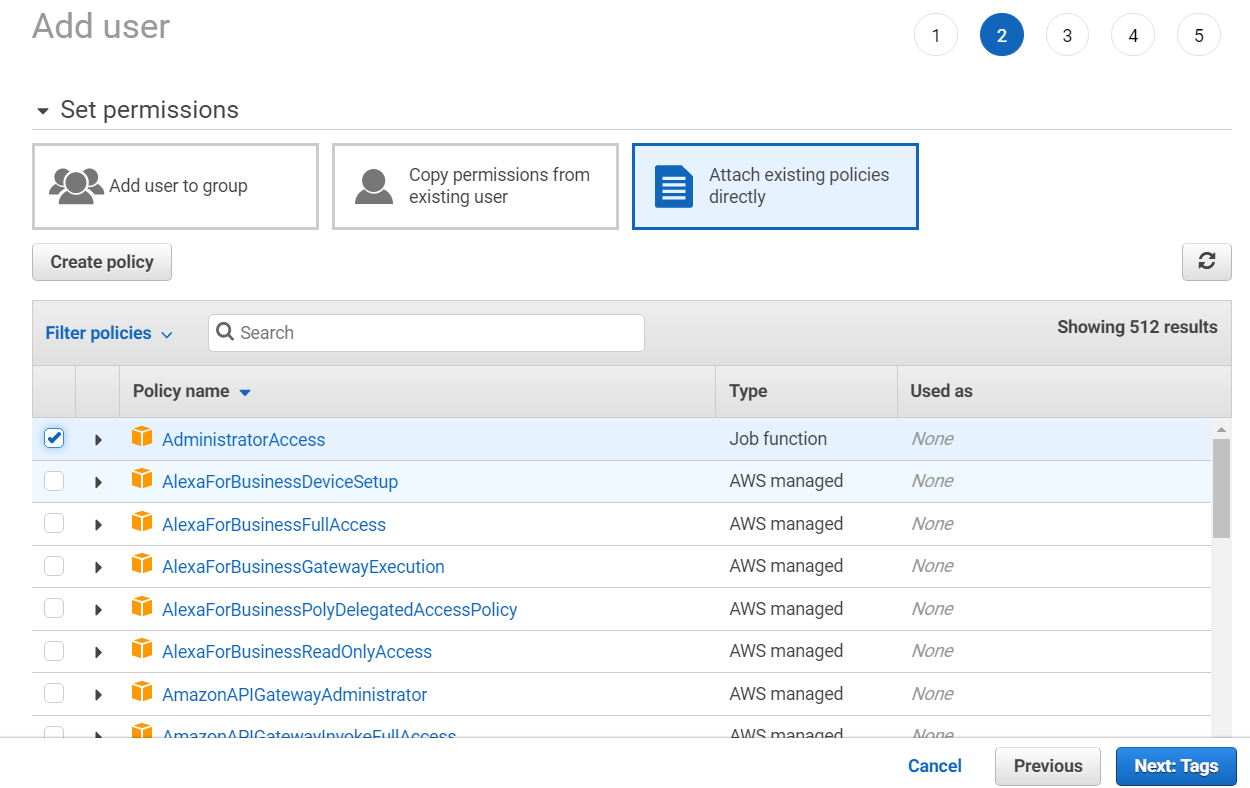 Add user
1 2 3 4 5
Set permissions
Add user to group
Copy permissions from
existing user
Attach existing policies
directly
Create policy
Filter policies Search Showing 512 results
Policy name Type Used as
AdministratorAccess Job function None
AlexaForBusinessDeviceSetup AWS managed None
AlexaForBusinessFullAccess AWS managed None
AlexaForBusinessGatewayExecution AWS managed None
AlexaForBusinessPolyDelegatedAccessPolicy AWS managed None
AlexaForBusinessReadOnlyAccess AWS managed None
AmazonAPIGatewayAdministrator AWS managed None
AmazonAPIGatewayInvokeFullAccess AWS managed None
Cancel Previous Next: Tags